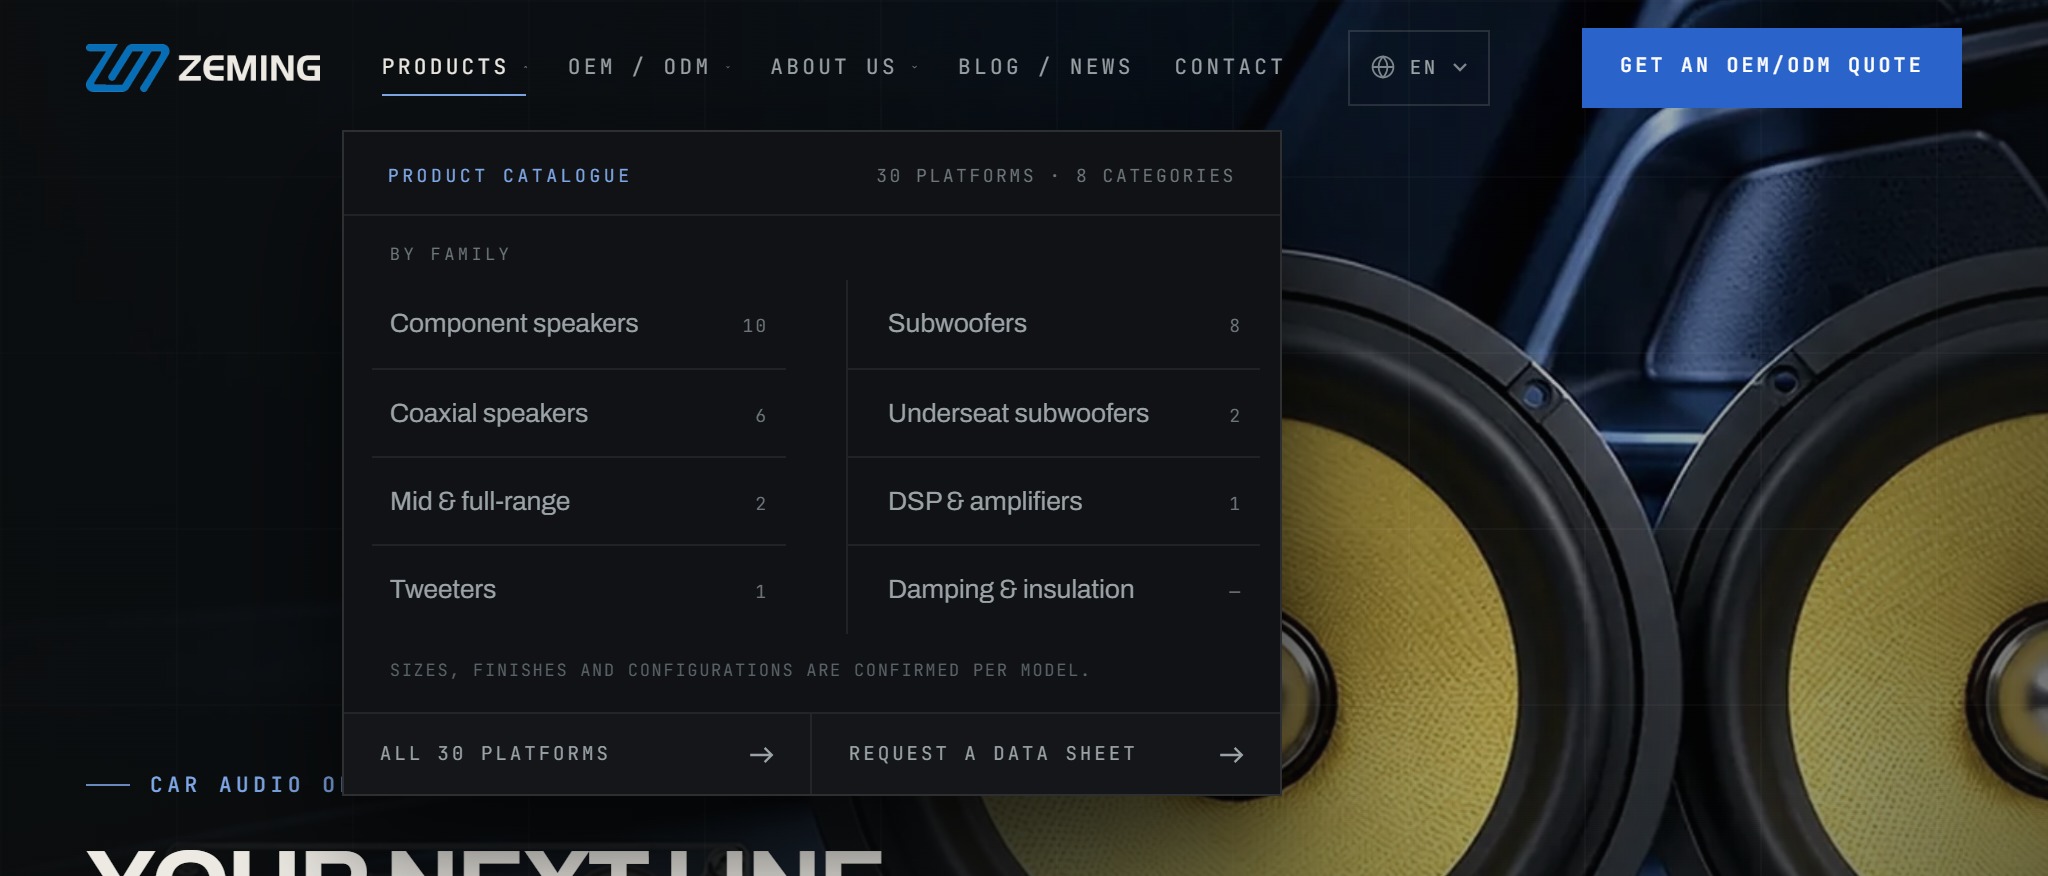 ZEMING
PRODUCTS · OEM / ODM · ABOUT US · BLOG / NEWS CONTACT EN GET AN OEM/ODM QUOTE
PRODUCT CATALOGUE 30 PLATFORMS · 8 CATEGORIES
BY FAMILY
Component speakers 10 Subwoofers 8
Coaxial speakers 6 Underseat subwoofers 2
Mid & full-range 2 DSP & amplifiers 1
Tweeters 1 Damping & insulation –
SIZES, FINISHES AND CONFIGURATIONS ARE CONFIRMED PER MODEL.
ALL 30 PLATFORMS → REQUEST A DATA SHEET →
CAR AUDIO
YOUR NEXT LINE